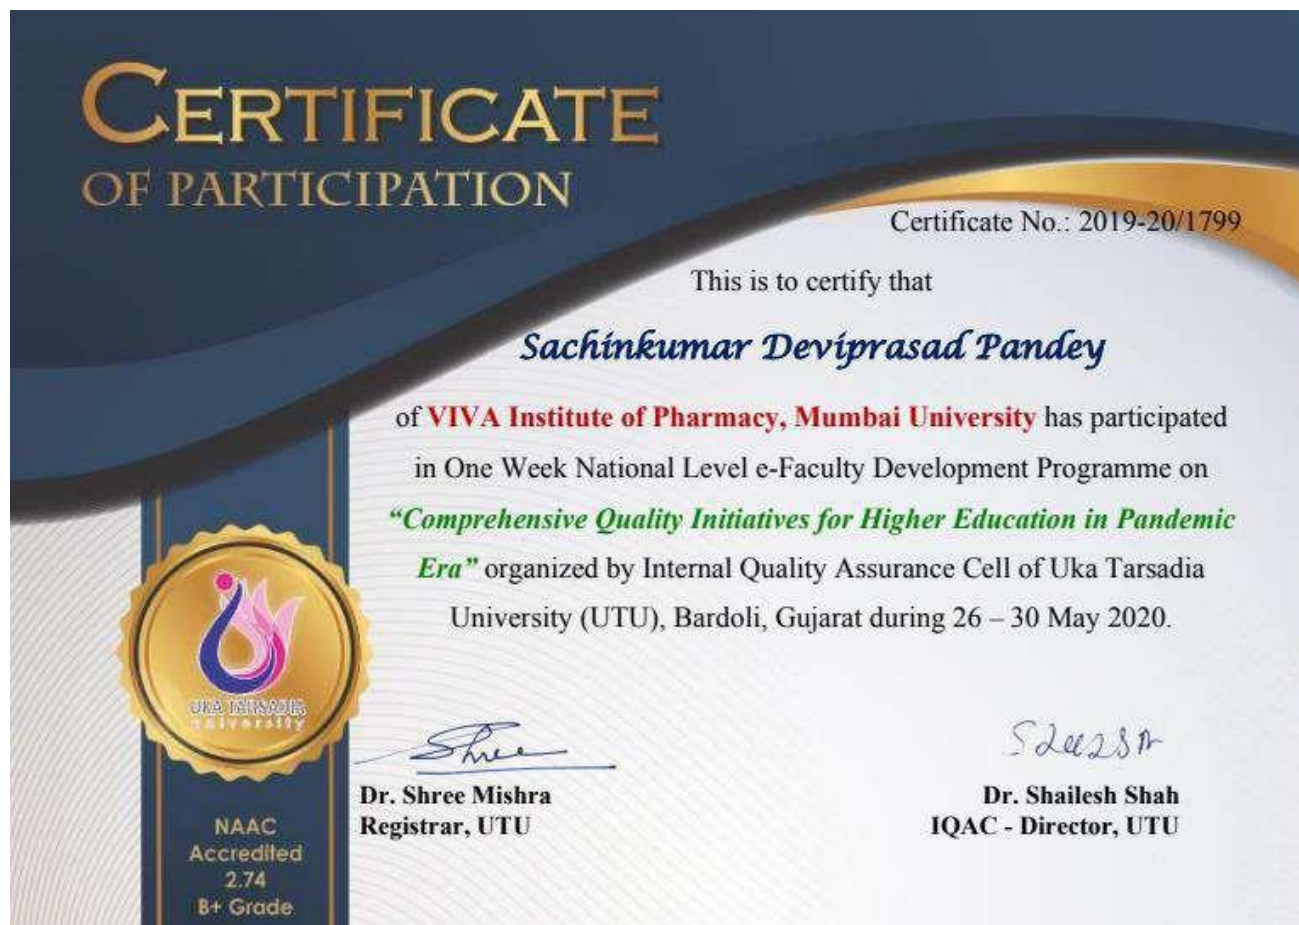 CERTIFICATE
OF PARTICIPATION
Certificate No.: 2019-20/1799
This is to certify that
Sachinkumar Deviprasad Pandey
of VIVA Institute of Pharmacy, Mumbai University has participated
in One Week National Level e-Faculty Development Programme on
“Comprehensive Quality Initiatives for Higher Education in Pandemic
Era” organized by Internal Quality Assurance Cell of Uka Tarsadia
University (UTU), Bardoli, Gujarat during 26 – 30 May 2020.
UKA TARSADIA
university
Shree
Dr. Shree Mishra
Registrar, UTU
Dr. Shailesh Shah
IQAC - Director, UTU
NAAC
Accredited
2.74
B+ Grade